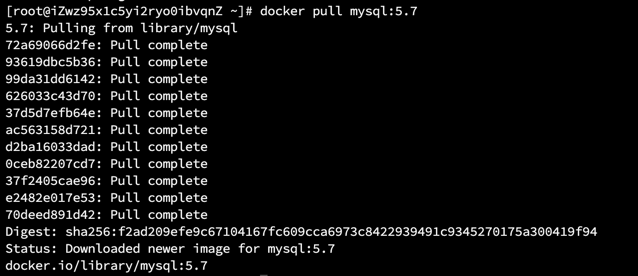 [root@iZwz95x1c5yi2ryo0ibvqnZ ~]# docker pull mysql:5.7
5.7: Pulling from library/mysql
72a69066d2fe: Pull complete
93619dbc5b36: Pull complete
99da31dd6142: Pull complete
626033c43d70: Pull complete
37d5d7efb64e: Pull complete
ac563158d721: Pull complete
d2ba16033dad: Pull complete
0ceb82207cd7: Pull complete
37f2405cae96: Pull complete
e2482e017e53: Pull complete
70deed891d42: Pull complete
Digest: sha256:f2ad209efe9c67104167fc609cca6973c8422939491c9345270175a300419f94
Status: Downloaded newer image for mysql:5.7
docker.io/library/mysql:5.7